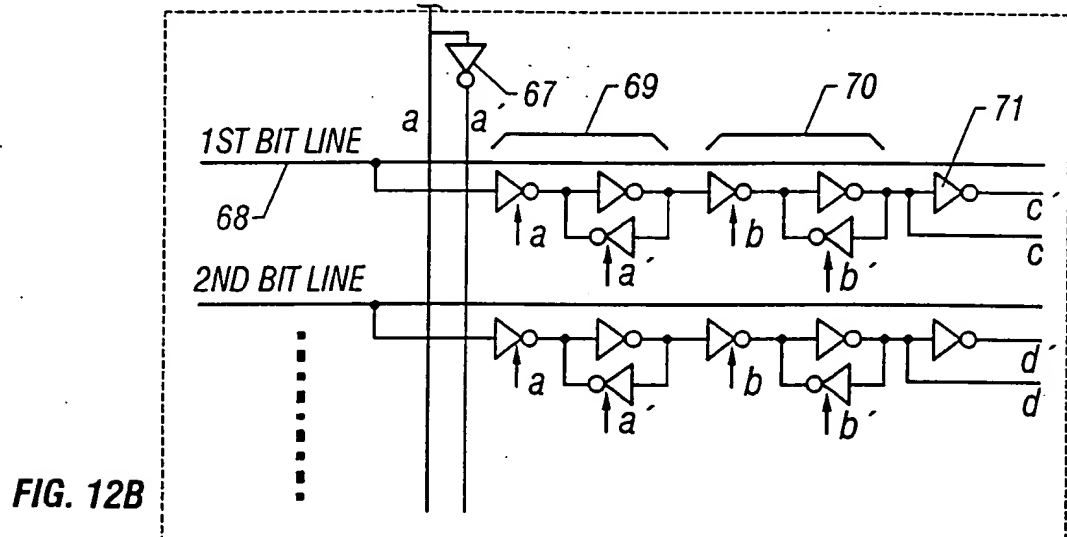 67
69
70
71
a
a´
1ST BIT LINE
68
a
a´
b
b´
c´
c
2ND BIT LINE
a
a´
b
b´
d´
d
FIG. 12B